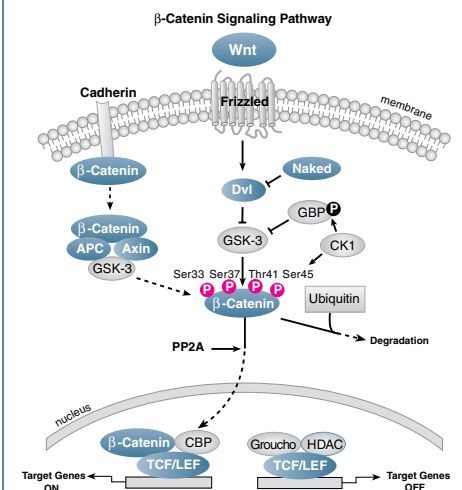 β-Catenin Signaling Pathway
Wnt
Cadherin
Frizzled
membrane
β-Catenin
Naked
Dvl
β-Catenin
APC Axin
GSK-3
GBP P
GSK-3
CK1
Ser33 Ser37 Thr41 Ser45
P P P P
β-Catenin
Ubiquitin
PP2A
Degradation
nucleus
β-Catenin CBP
TCF/LEF
Groucho HDAC
TCF/LEF
Target Genes
ON
Target Genes
OFF